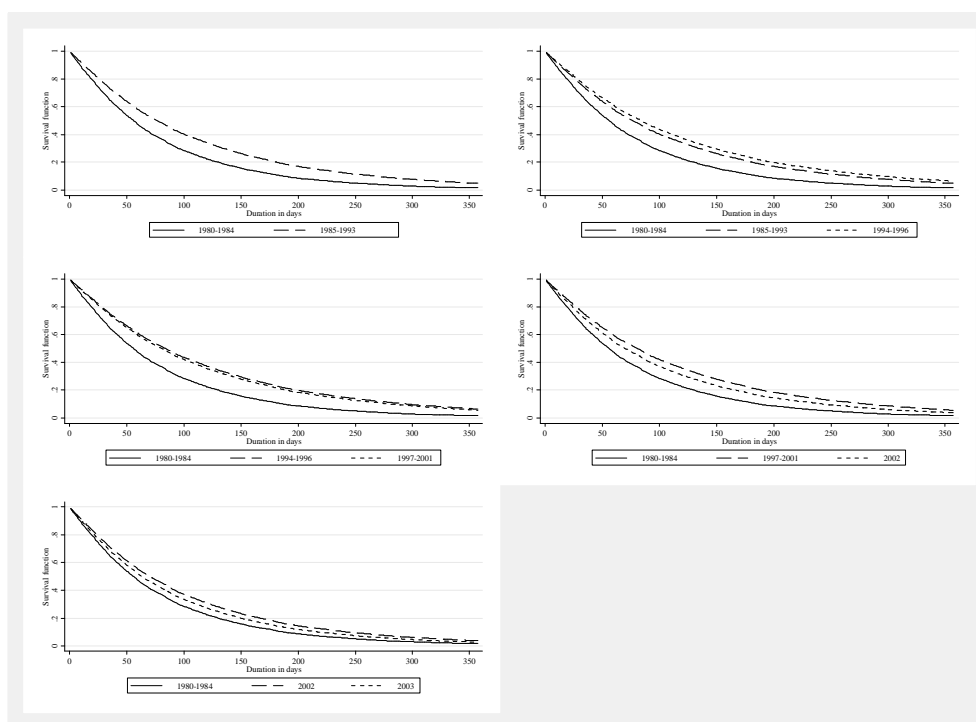 Survival function
0 .2 .4 .6 .8 1
0 50 100 150 200 250 300 350
Duration in days
1980-1984 1985-1993
Survival function
0 .2 .4 .6 .8 1
0 50 100 150 200 250 300 350
Duration in days
1980-1984 1985-1993 1994-1996
Survival function
0 .2 .4 .6 .8 1
0 50 100 150 200 250 300 350
Duration in days
1980-1984 1994-1996 1997-2001
Survival function
0 .2 .4 .6 .8 1
0 50 100 150 200 250 300 350
Duration in days
1980-1984 1997-2001 2002
Survival function
0 .2 .4 .6 .8 1
0 50 100 150 200 250 300 350
Duration in days
1980-1984 2002 2003